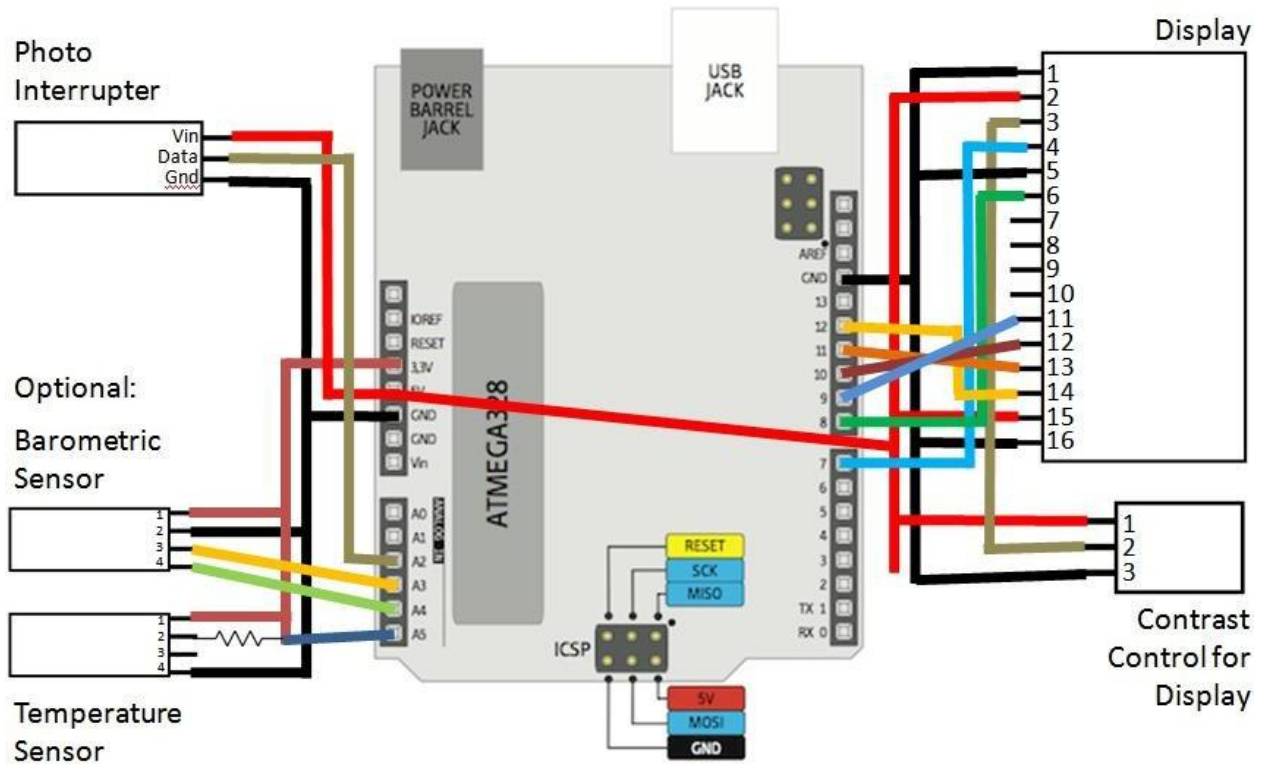 Photo
Interrupter
Vin
Data
Gnd
Optional:
Barometric
Sensor
1
2
3
4
1
2
3
4
Temperature
Sensor
POWER
BARREL
JACK
USB
JACK
IOREF
RESET
3,3V
5V
GND
GND
Vin
A0
A1
A2
A3
A4
A5
ANALOG IN
ATMEGA328
AREF
GND
13
12
11
10
9
8
7
6
5
4
3
2
TX 1
RX 0
RESET
SCK
MISO
ICSP
5V
MOSI
GND
Display
1
2
3
4
5
6
7
8
9
10
11
12
13
14
15
16
1
2
3
Contrast
Control for
Display